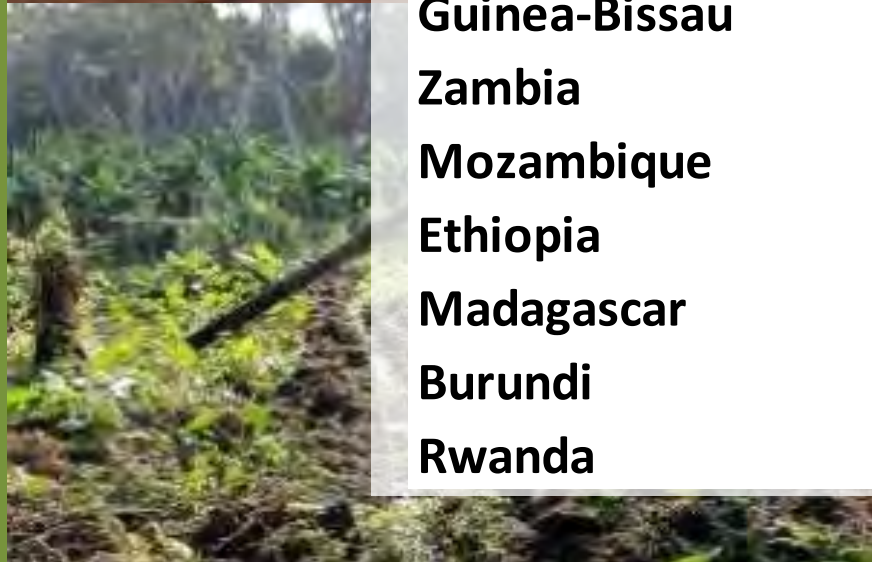 Guinea-Bissau
Zambia
Mozambique
Ethiopia
Madagascar
Burundi
Rwanda